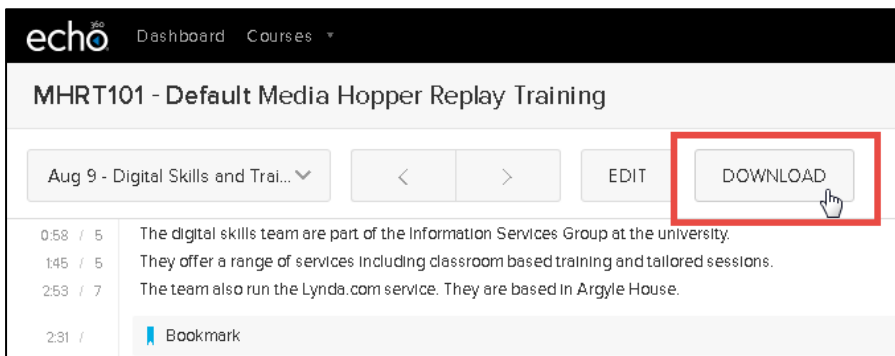 echo 360 Dashboard Courses
MHRT101 - Default Media Hopper Replay Training
Aug 9 - Digital Skills and Trai... < > EDIT DOWNLOAD
0:58 / 5 The digital skills team are part of the Information Services Group at the university.
1:45 / 5 They offer a range of services including classroom based training and tailored sessions.
2:53 / 7 The team also run the Lynda.com service. They are based in Argyle House.
2:31 / Bookmark